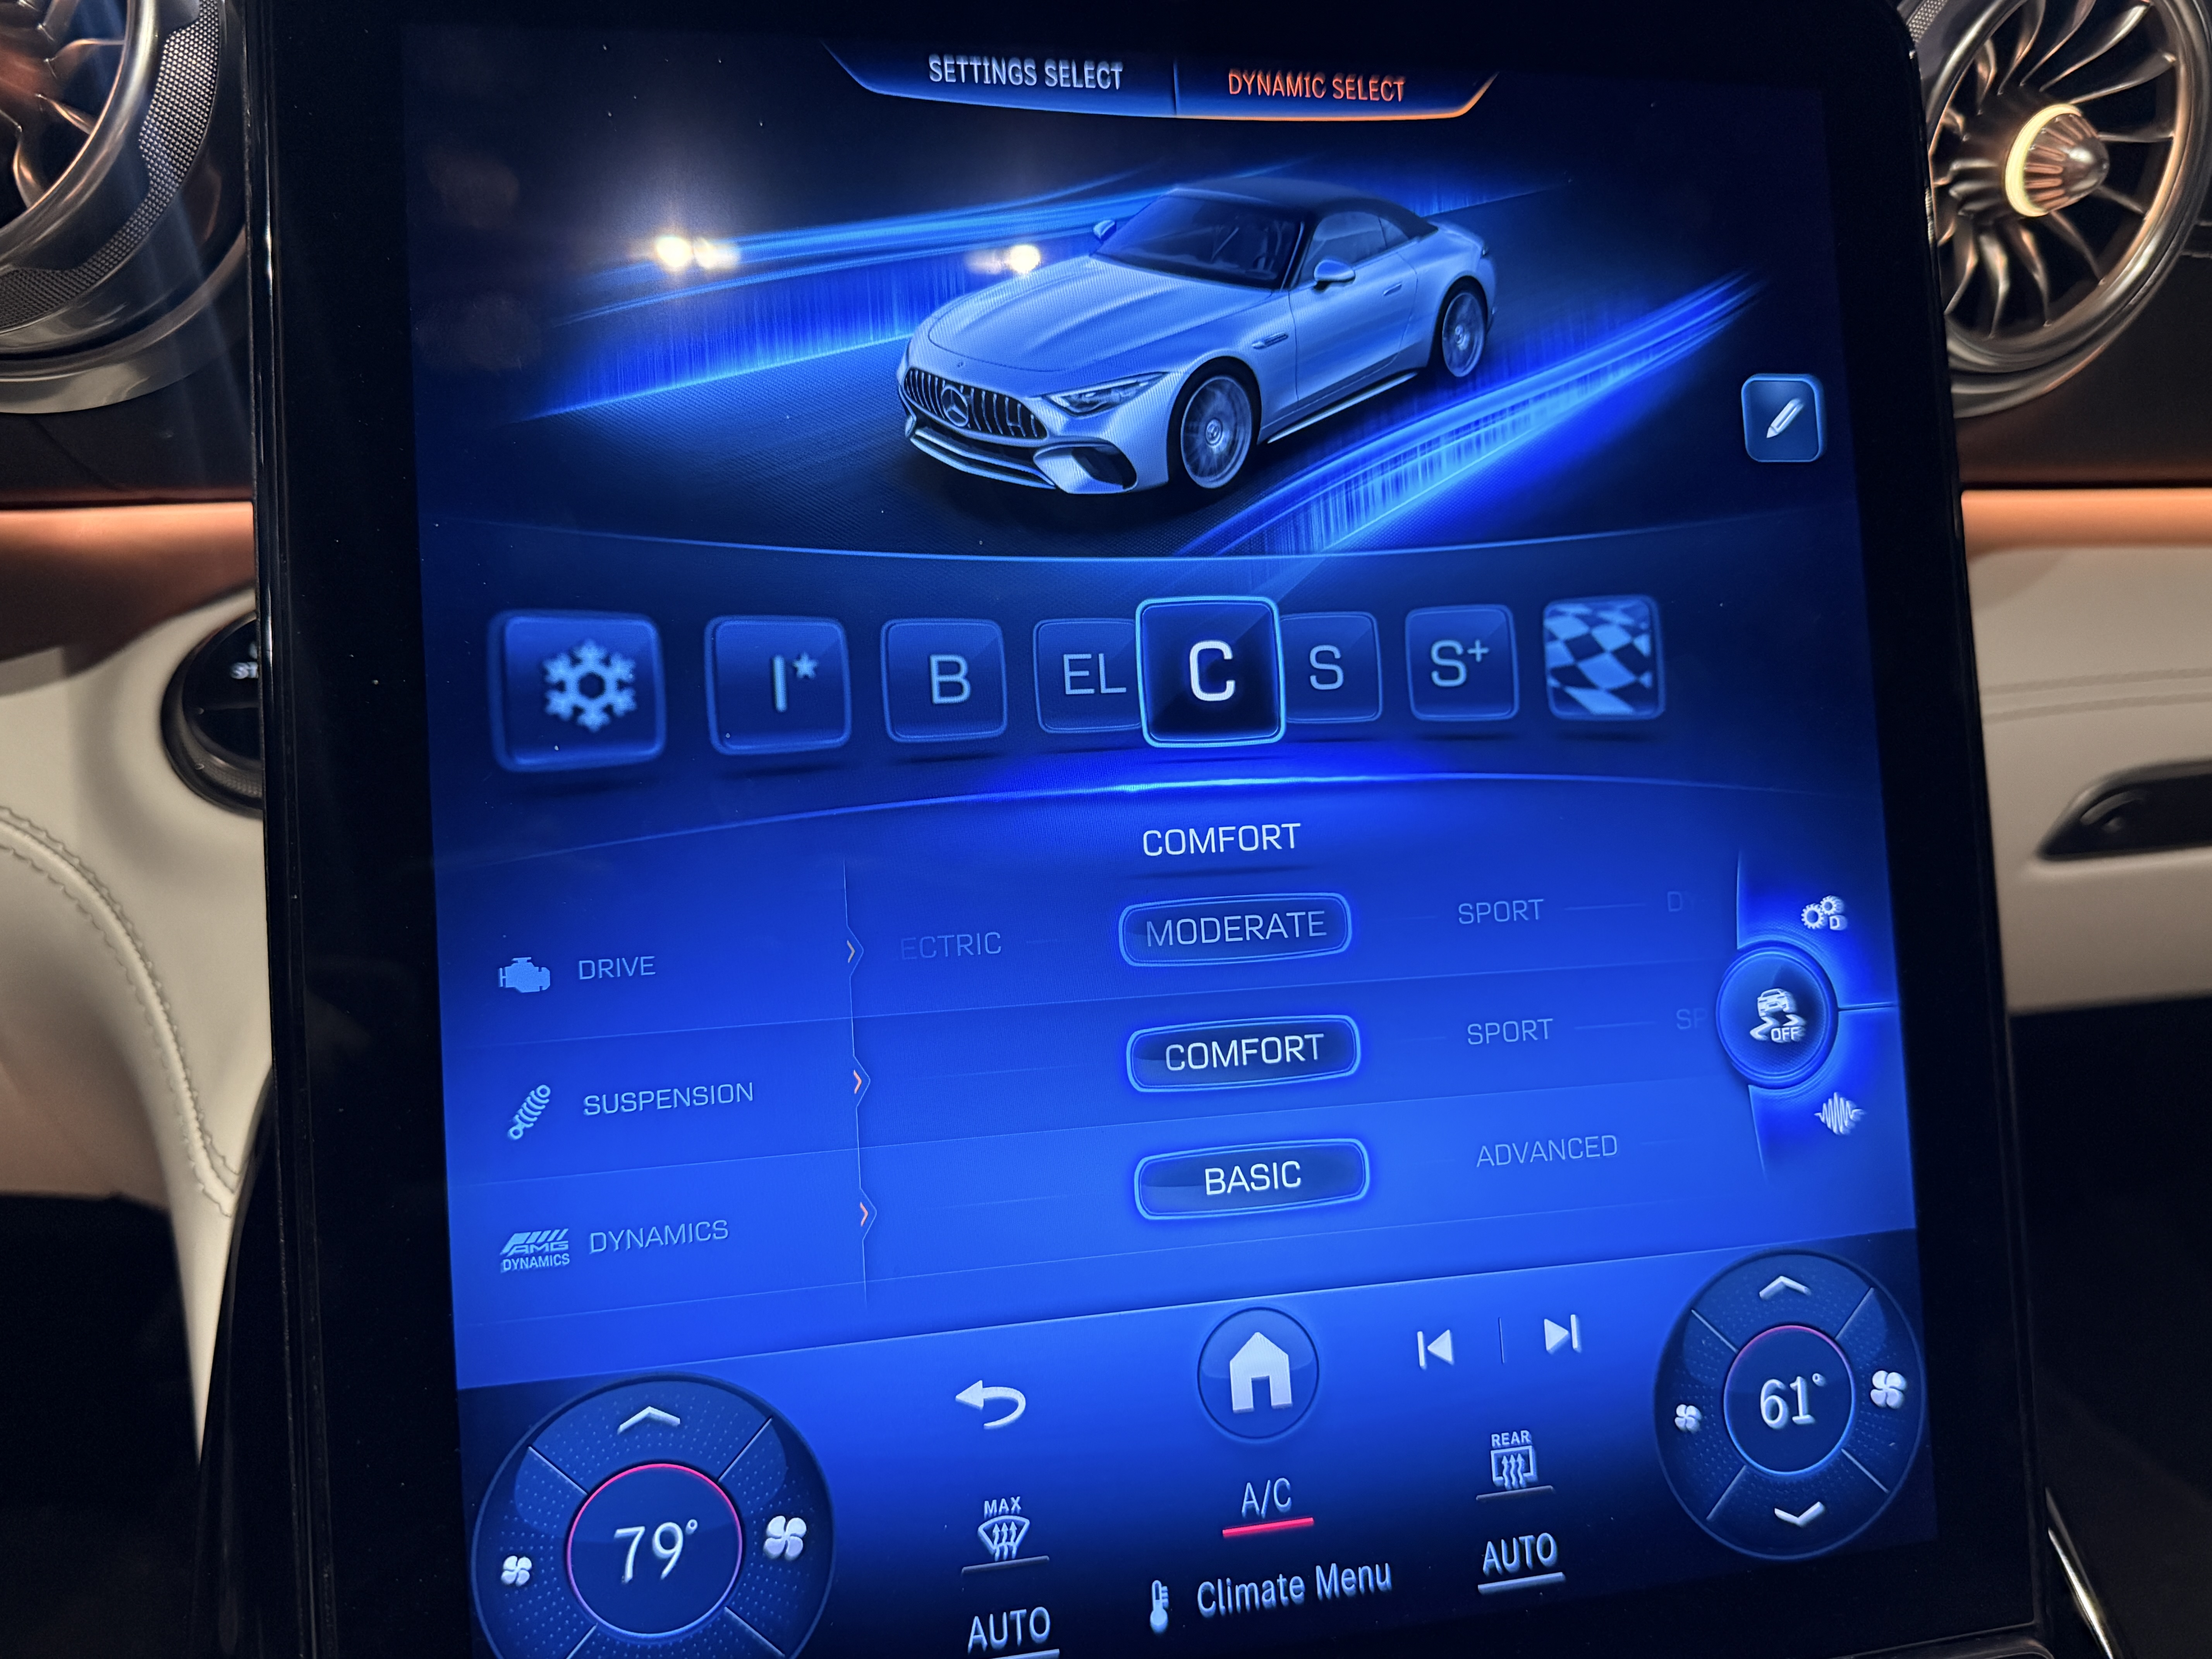 SETTINGS SELECT
DYNAMIC SELECT
I*
B
EL
C
S
S+
COMFORT
DRIVE
ECTRIC
MODERATE
SPORT
SUSPENSION
COMFORT
SPORT
OFF
AMG
DYNAMICS
DYNAMICS
BASIC
ADVANCED
79°
61°
MAX
A/C
REAR
AUTO
Climate Menu
AUTO